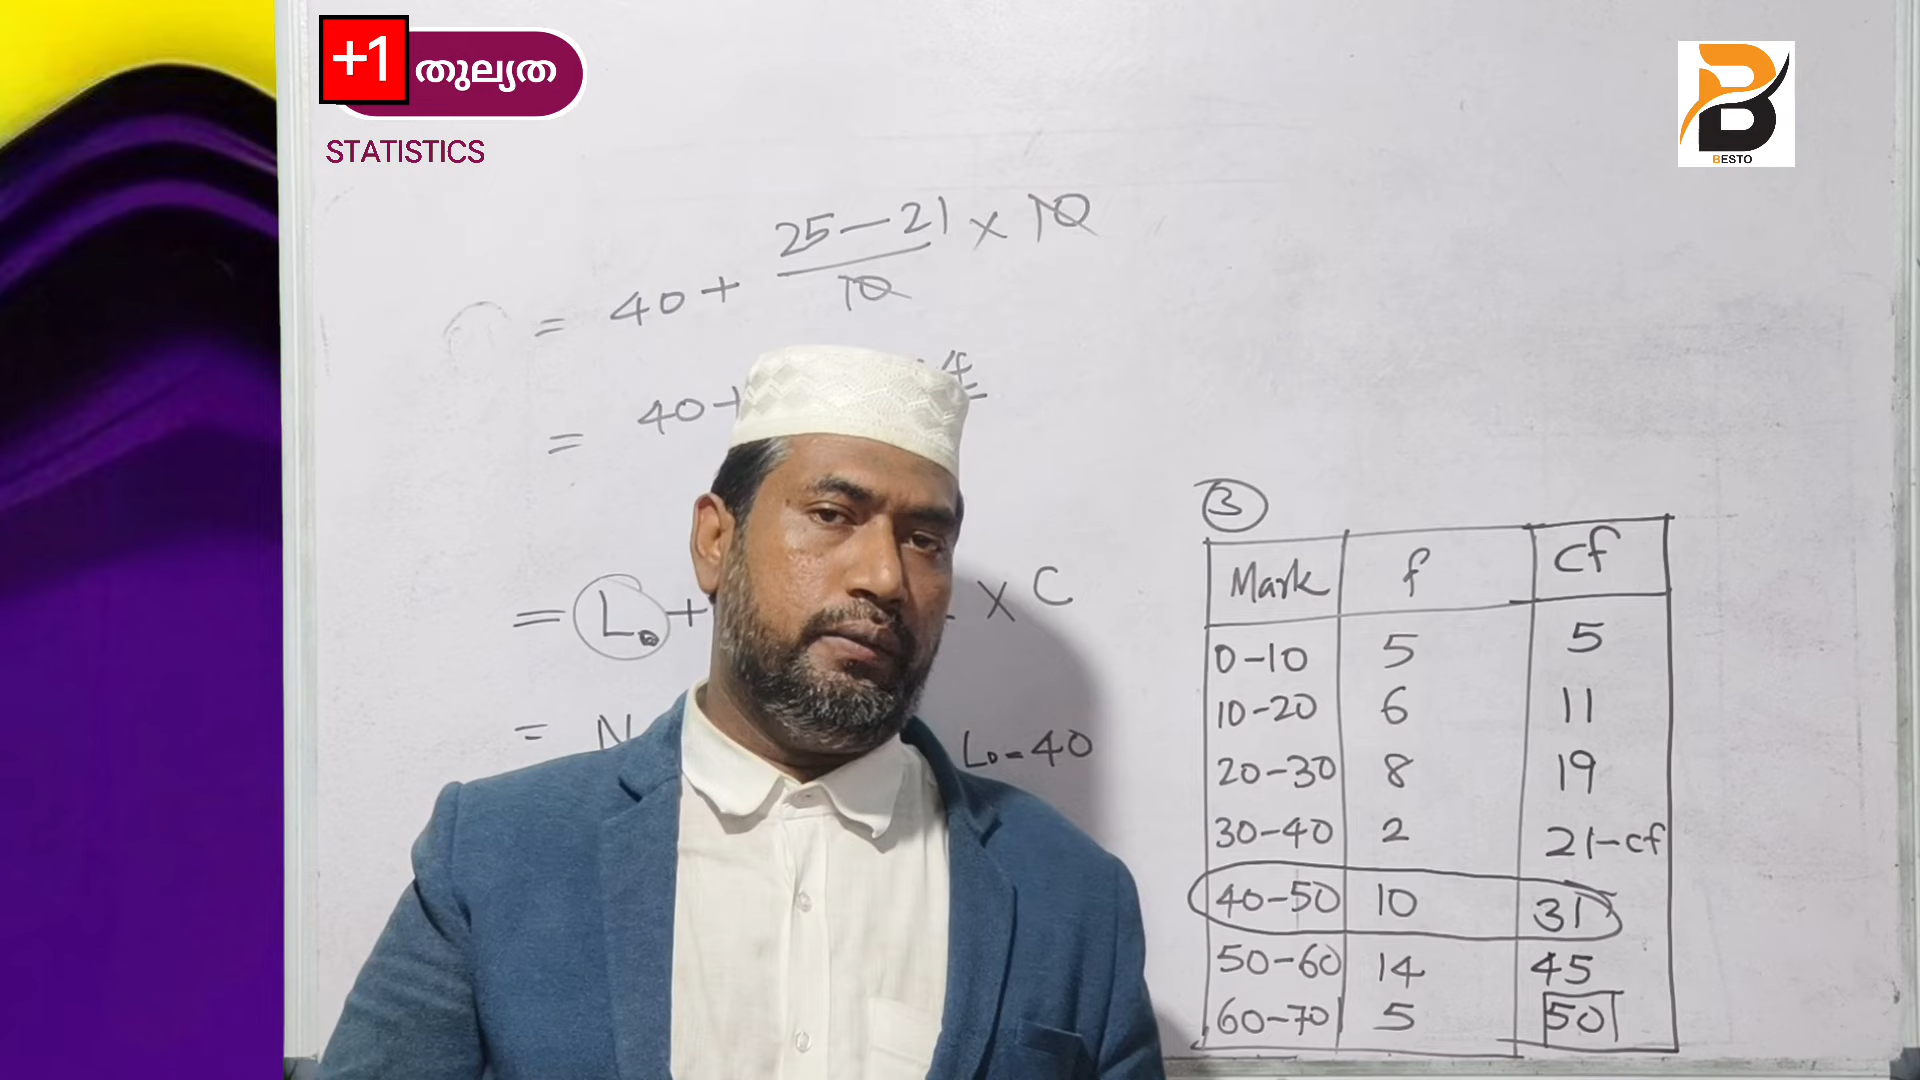 +1 തുല്യത
STATISTICS
BESTO
= 40 + 25 - 21 / 10 × 10
= 40 + 4
= L₀ + × C
= N L₀ = 40
3
Mark f cf
0-10 5 5
10-20 6 11
20-30 8 19
30-40 2 21-cf
40-50 10 31
50-60 14 45
60-70 5 50